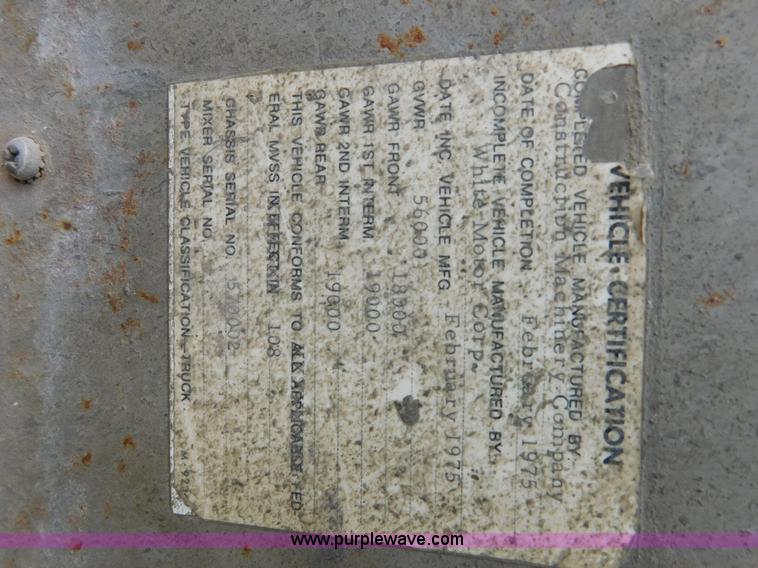 VEHICLE CERTIFICATION
COMPLETED VEHICLE MANUFACTURED BY:
Construction Machinery Company
DATE OF COMPLETION February 1975
INCOMPLETE VEHICLE MANUFACTURED BY:
White Motor Corp.
DATE INC. VEHICLE MFG. February 1975
GVWR 56000
GAWR FRONT 18000
GAWR 1ST INTERM. 19000
GAWR 2ND INTERM.
GAWR REAR 19000
THIS VEHICLE CONFORMS TO ALL APPLICABLE FED-
ERAL MVSS IN EFFECT IN 108
CHASSIS SERIAL NO.
MIXER SERIAL NO.
TYPE VEHICLE CLASSIFICATION - TRUCK
www.purplewave.com